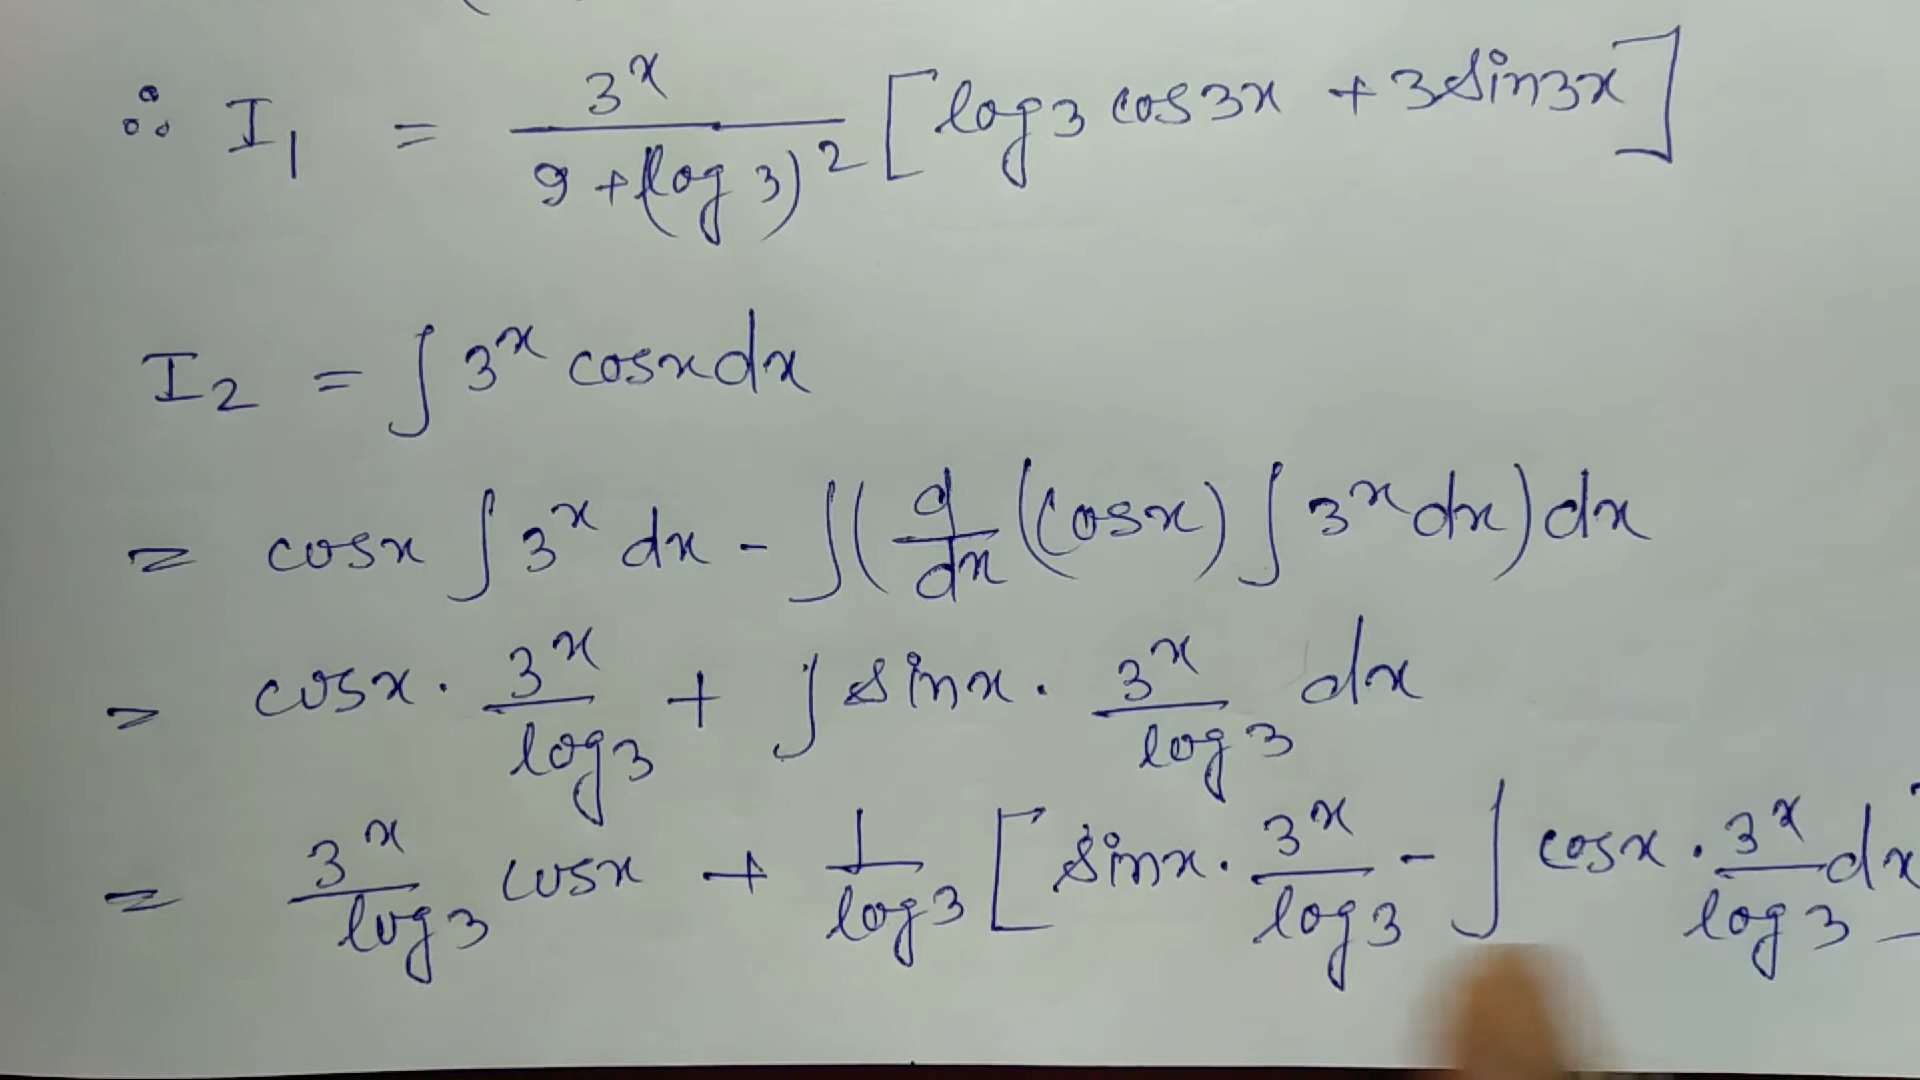 ∴ I₁ = 3^x / (9 + (log 3)²) [log 3 cos 3x + 3 sin 3x]
I₂ = ∫ 3^x cos x dx
= cos x ∫ 3^x dx - ∫ (d/dx (cos x) ∫ 3^x dx) dx
= cos x · 3^x / log 3 + ∫ sin x · 3^x / log 3 dx
= 3^x / log 3 cos x + 1 / log 3 [sin x · 3^x / log 3 - ∫ cos x · 3^x / log 3 dx]